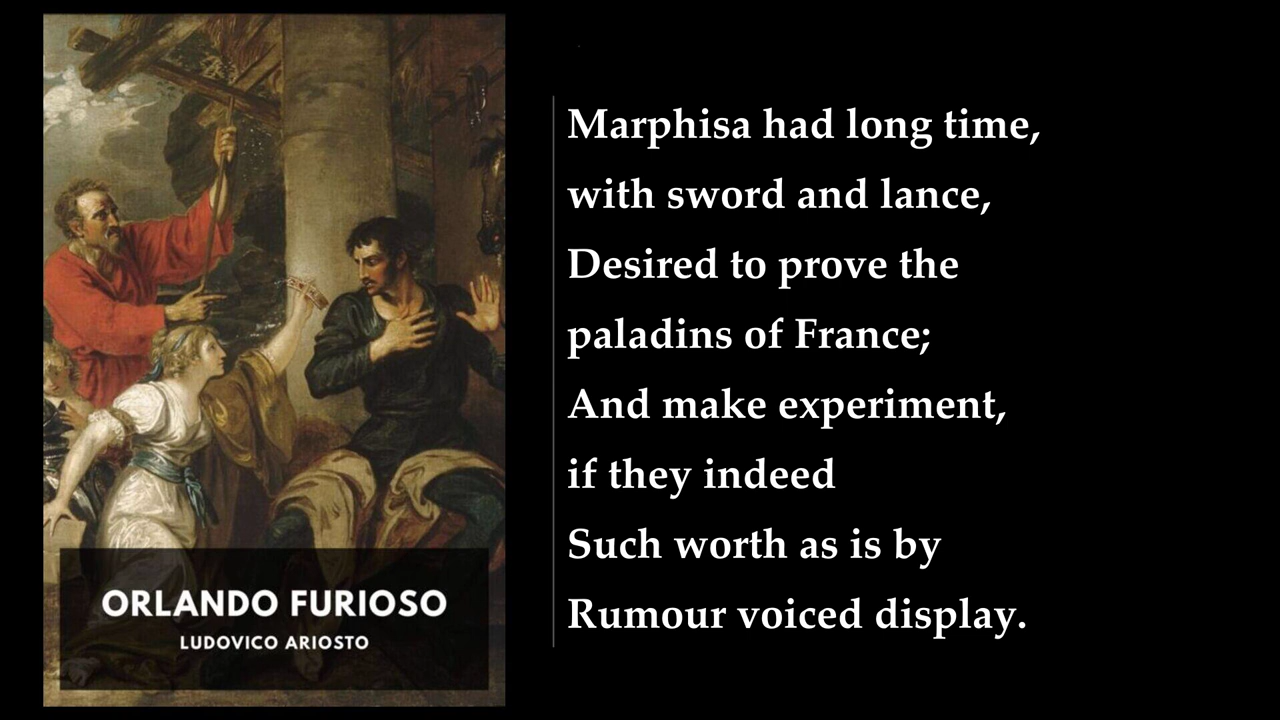 ORLANDO FURIOSO
LUDOVICO ARIOSTO
Marphisa had long time,
with sword and lance,
Desired to prove the
paladins of France;
And make experiment,
if they indeed
Such worth as is by
Rumour voiced display.